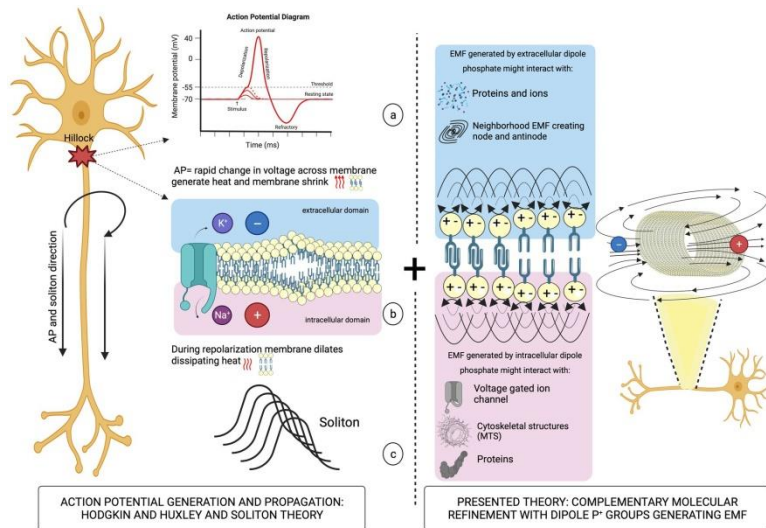 Action Potential Diagram
Action potential
Membrane potential (mV)
40
0
-55
-70
Depolarization
Repolarization
Threshold
Resting state
Stimulus
Refractory
Time (ms)
a
Hillock
AP and soliton direction
AP= rapid change in voltage across membrane
generate heat and membrane shrink
extracellular domain
K+
−
Na+
+
intracellular domain
b
During repolarization membrane dilates
dissipating heat
Soliton
c
ACTION POTENTIAL GENERATION AND PROPAGATION:
HODGKIN AND HUXLEY AND SOLITON THEORY
+
EMF generated by extracellular dipole
phosphate might interact with:
Proteins and ions
Neighborhood EMF creating
node and antinode
+- +- +- +- +- +-
+- +- +- +- +- +-
EMF generated by intracellular dipole
phosphate might interact with:
Voltage gated ion
channel
Cytoskeletal structures
(MTS)
Proteins
−
+
PRESENTED THEORY: COMPLEMENTARY MOLECULAR
REFINEMENT WITH DIPOLE P+ GROUPS GENERATING EMF